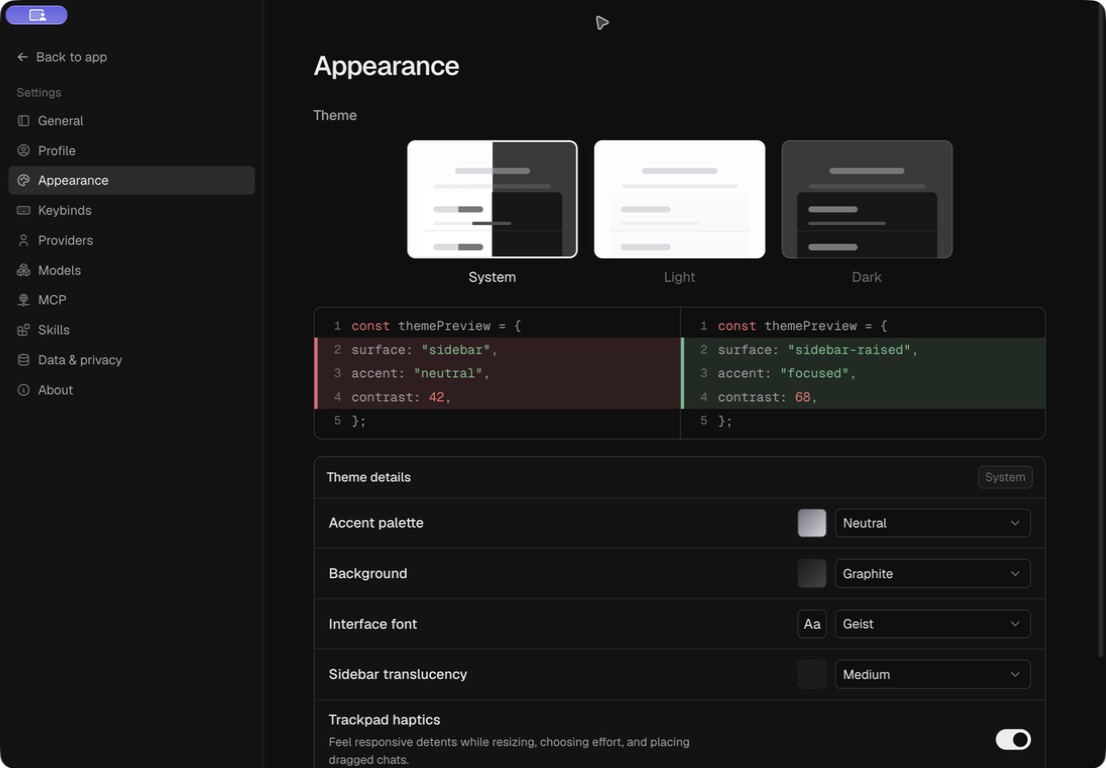 Back to app
Settings
General
Profile
Appearance
Keybinds
Providers
Models
MCP
Skills
Data & privacy
About
Appearance
Theme
System
Light
Dark
1 const themePreview = {
2 surface: "sidebar",
3 accent: "neutral",
4 contrast: 42,
5 };
1 const themePreview = {
2 surface: "sidebar-raised",
3 accent: "focused",
4 contrast: 68,
5 };
Theme details System
Accent palette Neutral
Background Graphite
Interface font Aa Geist
Sidebar translucency Medium
Trackpad haptics
Feel responsive detents while resizing, choosing effort, and placing
dragged chats.